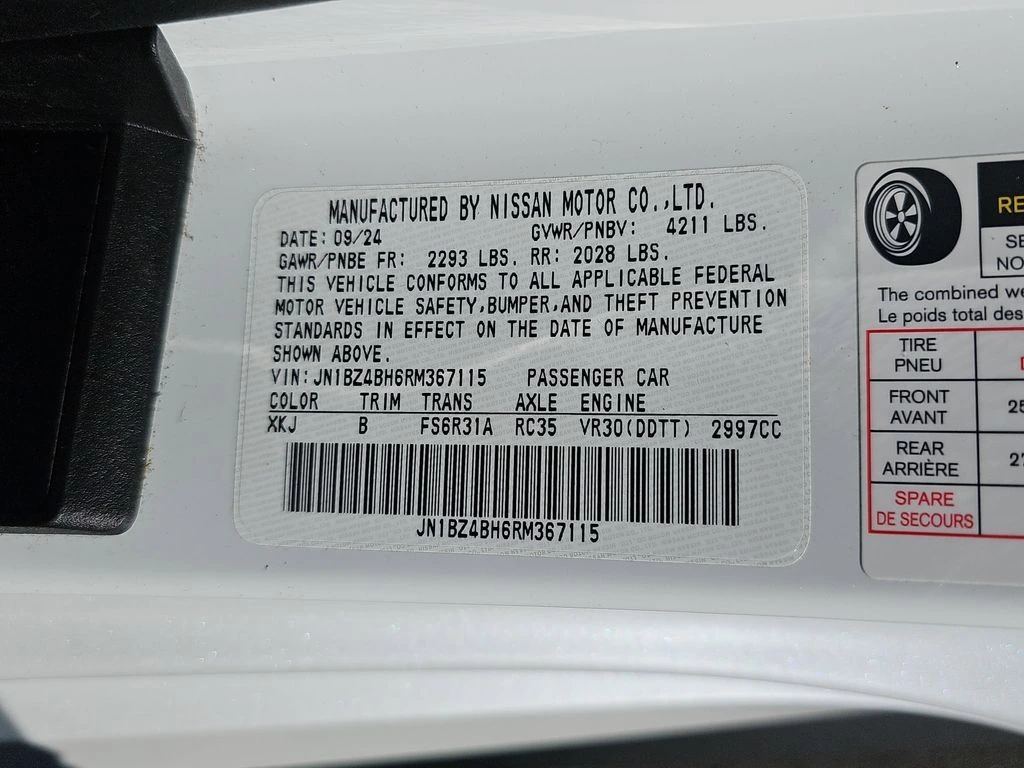 MANUFACTURED BY NISSAN MOTOR CO.,LTD.
DATE: 09/24 GVWR/PNBV: 4211 LBS.
GAWR/PNBE FR: 2293 LBS. RR: 2028 LBS.
THIS VEHICLE CONFORMS TO ALL APPLICABLE FEDERAL
MOTOR VEHICLE SAFETY,BUMPER,AND THEFT PREVENTION
STANDARDS IN EFFECT ON THE DATE OF MANUFACTURE
SHOWN ABOVE.
VIN:JN1BZ4BH6RM367115 PASSENGER CAR
COLOR TRIM TRANS AXLE ENGINE
XKJ B FS6R31A RC35 VR30(DDTT) 2997CC
JN1BZ4BH6RM367115
The combined
Le poids total des
TIRE
PNEU
FRONT
AVANT
REAR
ARRIÈRE
SPARE
DE SECOURS